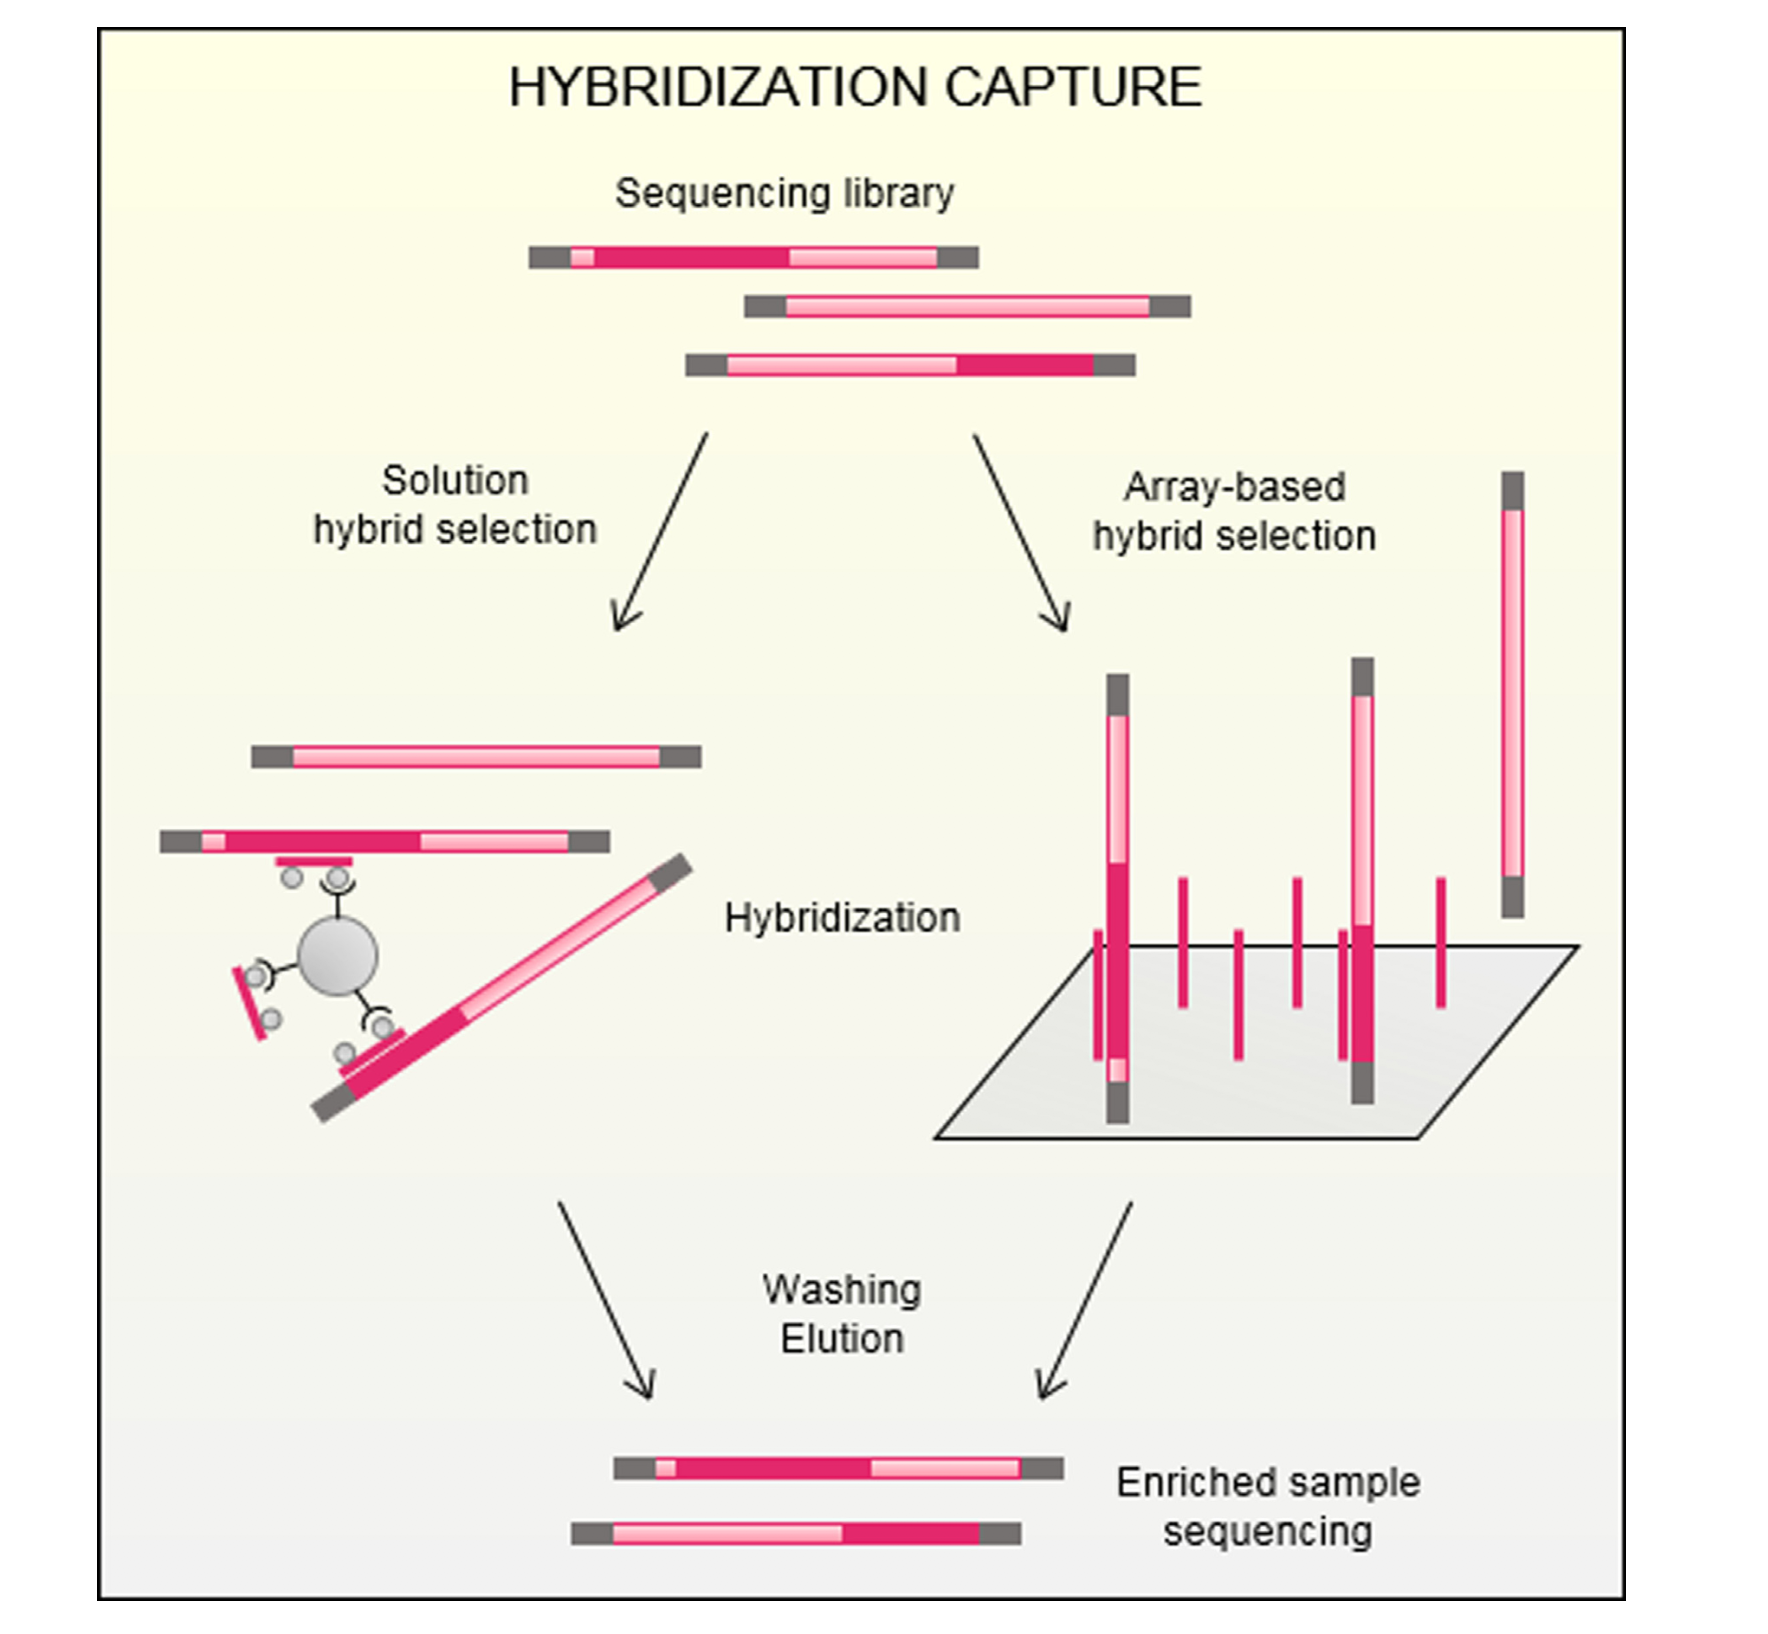 HYBRIDIZATION CAPTURE
Sequencing library
Solution
hybrid selection
Array-based
hybrid selection
Hybridization
Washing
Elution
Enriched sample
sequencing